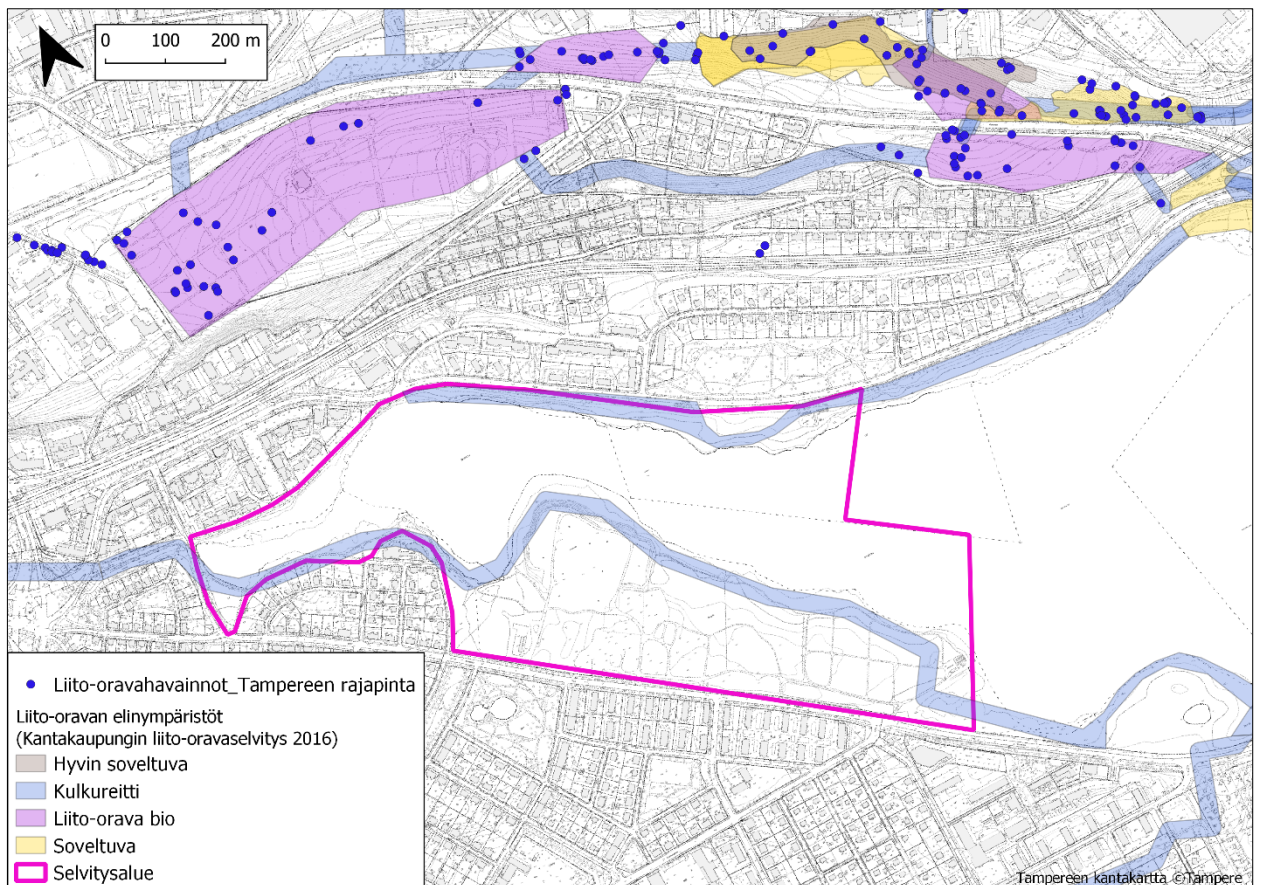 0 100 200 m
Liito-oravahavainnot_Tampereen rajapinta
Liito-oravan elinympäristöt
(Kantakaupungin liito-oravaselvitys 2016)
Hyvin soveltuva
Kulkureitti
Liito-orava bio
Soveltuva
Selvitysalue
Tampereen kantakartta ©Tampere